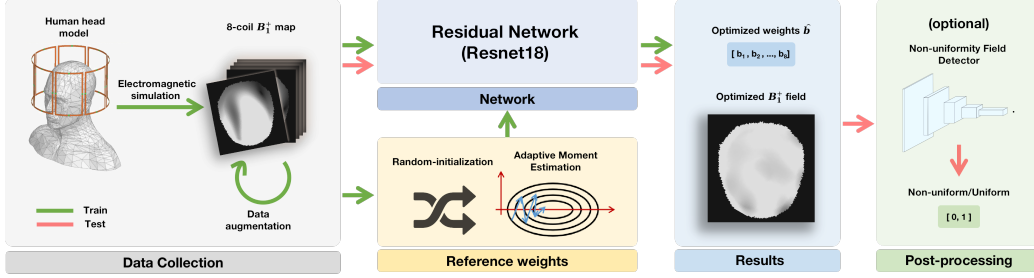 Human head
model
8-coil B₁⁺ map
Electromagnetic
simulation
Train
Test
Data
augmentation
Data Collection
Residual Network
(Resnet18)
Network
Random-initialization
Adaptive Moment
Estimation
Reference weights
Optimized weights b̂
[ b₁, b₂, ..., b₈]
Optimized B₁⁺ field
Results
(optional)
Non-uniformity Field
Detector
Non-uniform/Uniform
[ 0, 1 ]
Post-processing